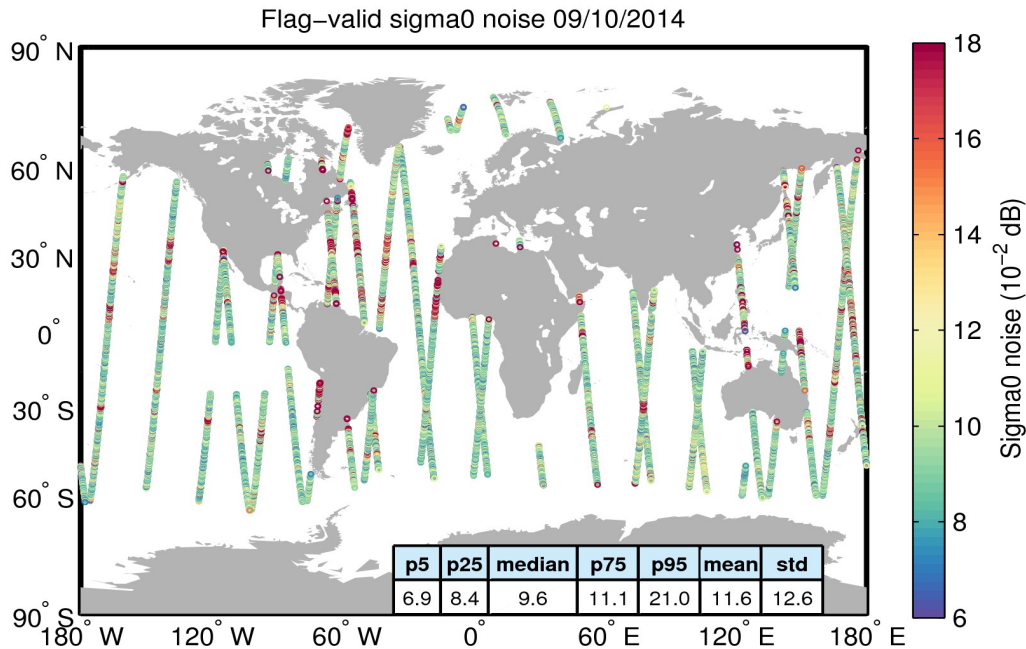 Flag-valid sigma0 noise 09/10/2014
90° N
60° N
30° N
0°
30° S
60° S
90° S
180° W
120° W
60° W
0°
60° E
120° E
180° E
p5 p25 median p75 p95 mean std
6.9 8.4 9.6 11.1 21.0 11.6 12.6
18
16
14
12
10
8
6
Sigma0 noise (10⁻² dB)